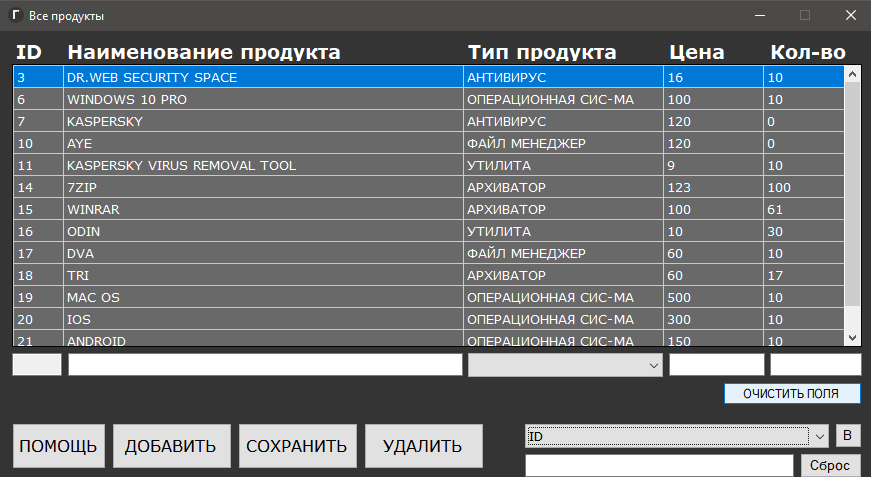 Г Все продукты
ID Наименование продукта Тип продукта Цена Кол-во
3 DR.WEB SECURITY SPACE АНТИВИРУС 16 10
6 WINDOWS 10 PRO ОПЕРАЦИОННАЯ СИС-МА 100 10
7 KASPERSKY АНТИВИРУС 120 0
10 AYE ФАЙЛ МЕНЕДЖЕР 120 0
11 KASPERSKY VIRUS REMOVAL TOOL УТИЛИТА 9 10
14 7ZIP АРХИВАТОР 123 100
15 WINRAR АРХИВАТОР 100 61
16 ODIN УТИЛИТА 10 30
17 DVA ФАЙЛ МЕНЕДЖЕР 60 10
18 TRI АРХИВАТОР 60 17
19 MAC OS ОПЕРАЦИОННАЯ СИС-МА 500 10
20 IOS ОПЕРАЦИОННАЯ СИС-МА 300 10
21 ANDROID ОПЕРАЦИОННАЯ СИС-МА 150 10
ОЧИСТИТЬ ПОЛЯ
ПОМОЩЬ ДОБАВИТЬ СОХРАНИТЬ УДАЛИТЬ
ID В
Сброс